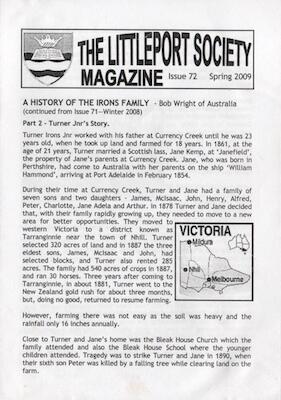 THE LITTLEPORT SOCIETY
MAGAZINE Issue 72 Spring 2009
A HISTORY OF THE IRONS FAMILY - Bob Wright of Australia
(continued from Issue 71—Winter 2008)
Part 2 - Turner Jnr's Story.
Turner Irons Jnr worked with his father at Currency Creek until he was 23
years old, when he took up land and farmed for 18 years. In 1861, at the
age of 21 years, Turner married a Scottish lass, Jane Kemp, at 'Janefield',
the property of Jane's parents at Currency Creek. Jane, who was born in
Perthshire, had come to Australia with her parents on the ship 'William
Hammond', arriving at Port Adelaide in February 1854.
During their time at Currency Creek, Turner and Jane had a family of
seven sons and two daughters - James, McIsaac, John, Henry, Alfred,
Peter, Charlotte, Jane Adela and Arthur. In 1878 Turner and Jane decided
that, with their family rapidly growing up, they needed to move to a new
area for better opportunities. They moved to
western Victoria to a district known as
Tarranginnie near the town of Nhill. Turner
selected 320 acres of land and in 1887 the three
eldest sons, James, McIsaac and John, had
selected blocks, and Turner also rented 285
acres. The family had 540 acres of crops in 1887,
and ran 30 horses. Three years after coming to
Tarranginnie, in about 1881, Turner went to the
New Zealand gold rush for about three months,
but, doing no good, returned to resume farming.
VICTORIA
Mildura
Nhill
Melbourne
However, farming there was not easy as the soil was heavy and the
rainfall only 16 inches annually.
Close to Turner and Jane's home was the Bleak House Church which the
family attended and also the Bleak House School where the younger
children attended. Tragedy was to strike Turner and Jane in 1890, when
their sixth son Peter was killed by a falling tree while clearing land on the
farm.